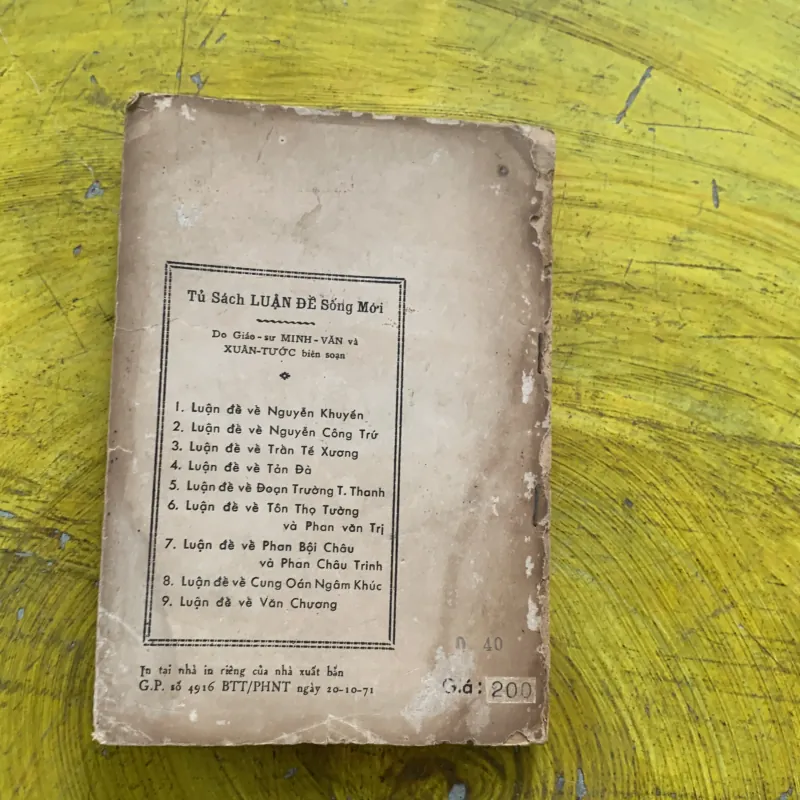 Tủ Sách LUẬN ĐỀ Sống Mới
Do Giáo-sư MINH-VĂN và
XUÂN-TƯỚC biên soạn
1. Luận đề về Nguyễn Khuyến
2. Luận đề về Nguyễn Công Trứ
3. Luận đề về Trần Tế Xương
4. Luận đề về Tản Đà
5. Luận đề về Đoạn Trường T. Thanh
6. Luận đề về Tôn Thọ Tường
và Phan văn Trị
7. Luận đề về Phan Bội Châu
và Phan Châu Trinh
8. Luận đề về Cung Oán Ngâm Khúc
9. Luận đề về Văn Chương
40
In tại nhà in riêng của nhà xuất bản
G.P. số 4916 BTT/PHNT ngày 20-10-71
Giá: 200